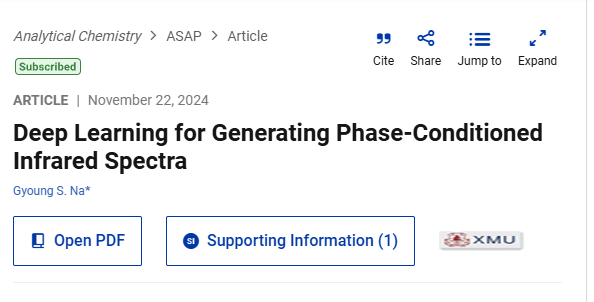 Analytical Chemistry > ASAP > Article
Subscribed
Cite Share Jump to Expand
ARTICLE | November 22, 2024
Deep Learning for Generating Phase-Conditioned
Infrared Spectra
Gyoung S. Na*
Open PDF
SI Supporting Information (1)
XMU